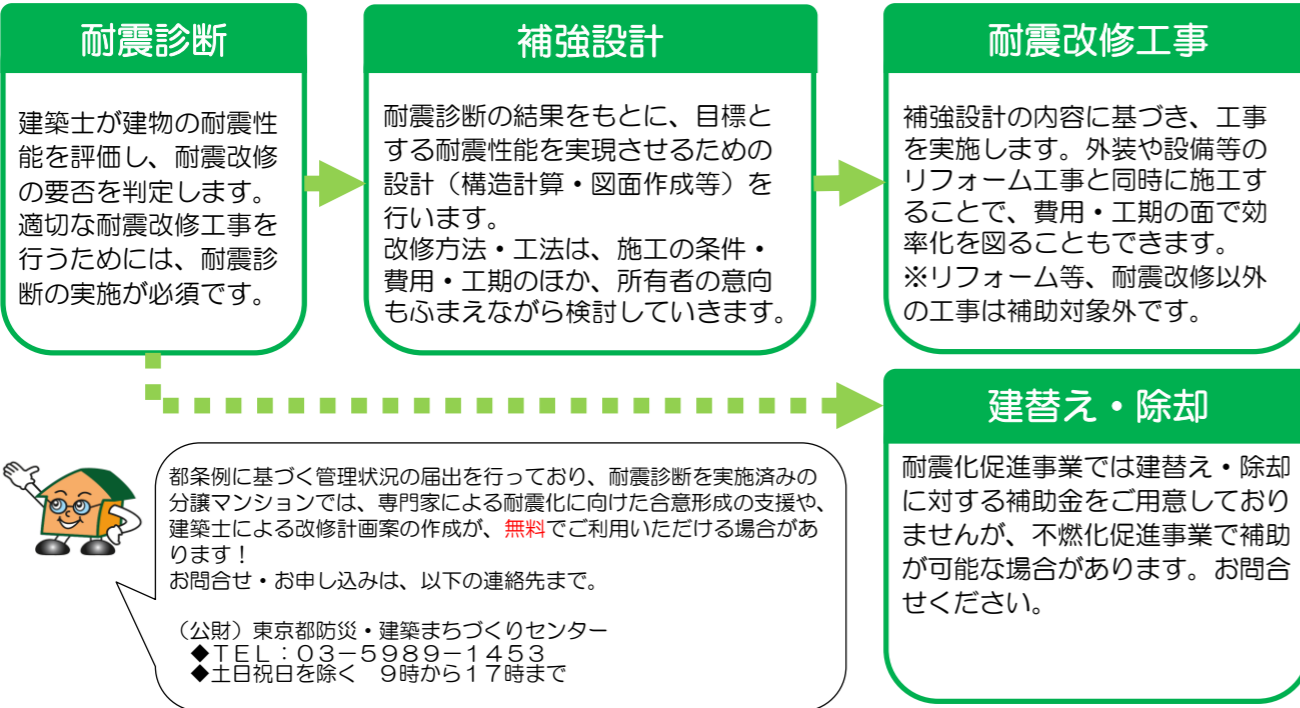 耐震診断
建築士が建物の耐震性
能を評価し、耐震改修
の要否を判定します。
適切な耐震改修工事を
行うためには、耐震診
断の実施が必須です。
補強設計
耐震診断の結果をもとに、目標と
する耐震性能を実現させるための
設計（構造計算・図面作成等）を
行います。
改修方法・工法は、施工の条件・
費用・工期のほか、所有者の意向
もふまえながら検討していきます。
耐震改修工事
補強設計の内容に基づき、工事
を実施します。外装や設備等の
リフォーム工事と同時に施工す
ることで、費用・工期の面で効
率化を図ることもできます。
※リフォーム等、耐震改修以外
の工事は補助対象外です。
建替え・除却
耐震化促進事業では建替え・除却
に対する補助金をご用意しており
ませんが、不燃化促進事業で補助
が可能な場合があります。お問合
せください。
都条例に基づく管理状況の届出を行っており、耐震診断を実施済みの
分譲マンションでは、専門家による耐震化に向けた合意形成の支援や、
建築士による改修計画案の作成が、無料でご利用いただける場合があ
ります！
お問合せ・お申し込みは、以下の連絡先まで。
（公財）東京都防災・建築まちづくりセンター
◆ＴＥＬ：０３－５９８９－１４５３
◆土日祝日を除く　９時から１７時まで